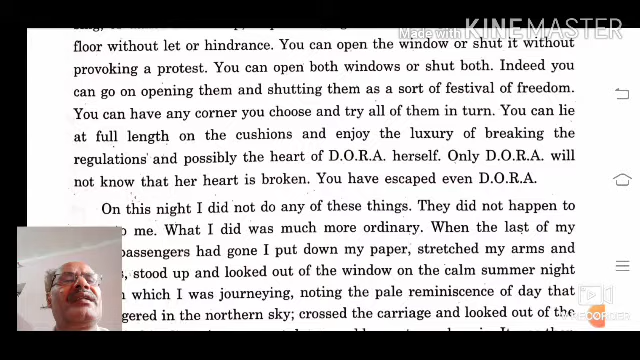 Made with KINEMASTER
floor without let or hindrance. You can open the window or shut it without
provoking a protest. You can open both windows or shut both. Indeed you
can go on opening them and shutting them as a sort of festival of freedom.
You can have any corner you choose and try all of them in turn. You can lie
at full length on the cushions and enjoy the luxury of breaking the
regulations and possibly the heart of D.O.R.A. herself. Only D.O.R.A. will
not know that her heart is broken. You have escaped even D.O.R.A.
On this night I did not do any of these things. They did not happen to
me. What I did was much more ordinary. When the last of my
passengers had gone I put down my paper, stretched my arms and
stood up and looked out of the window on the calm summer night
which I was journeying, noting the pale reminiscence of day that
in the northern sky; crossed the carriage and looked out of the